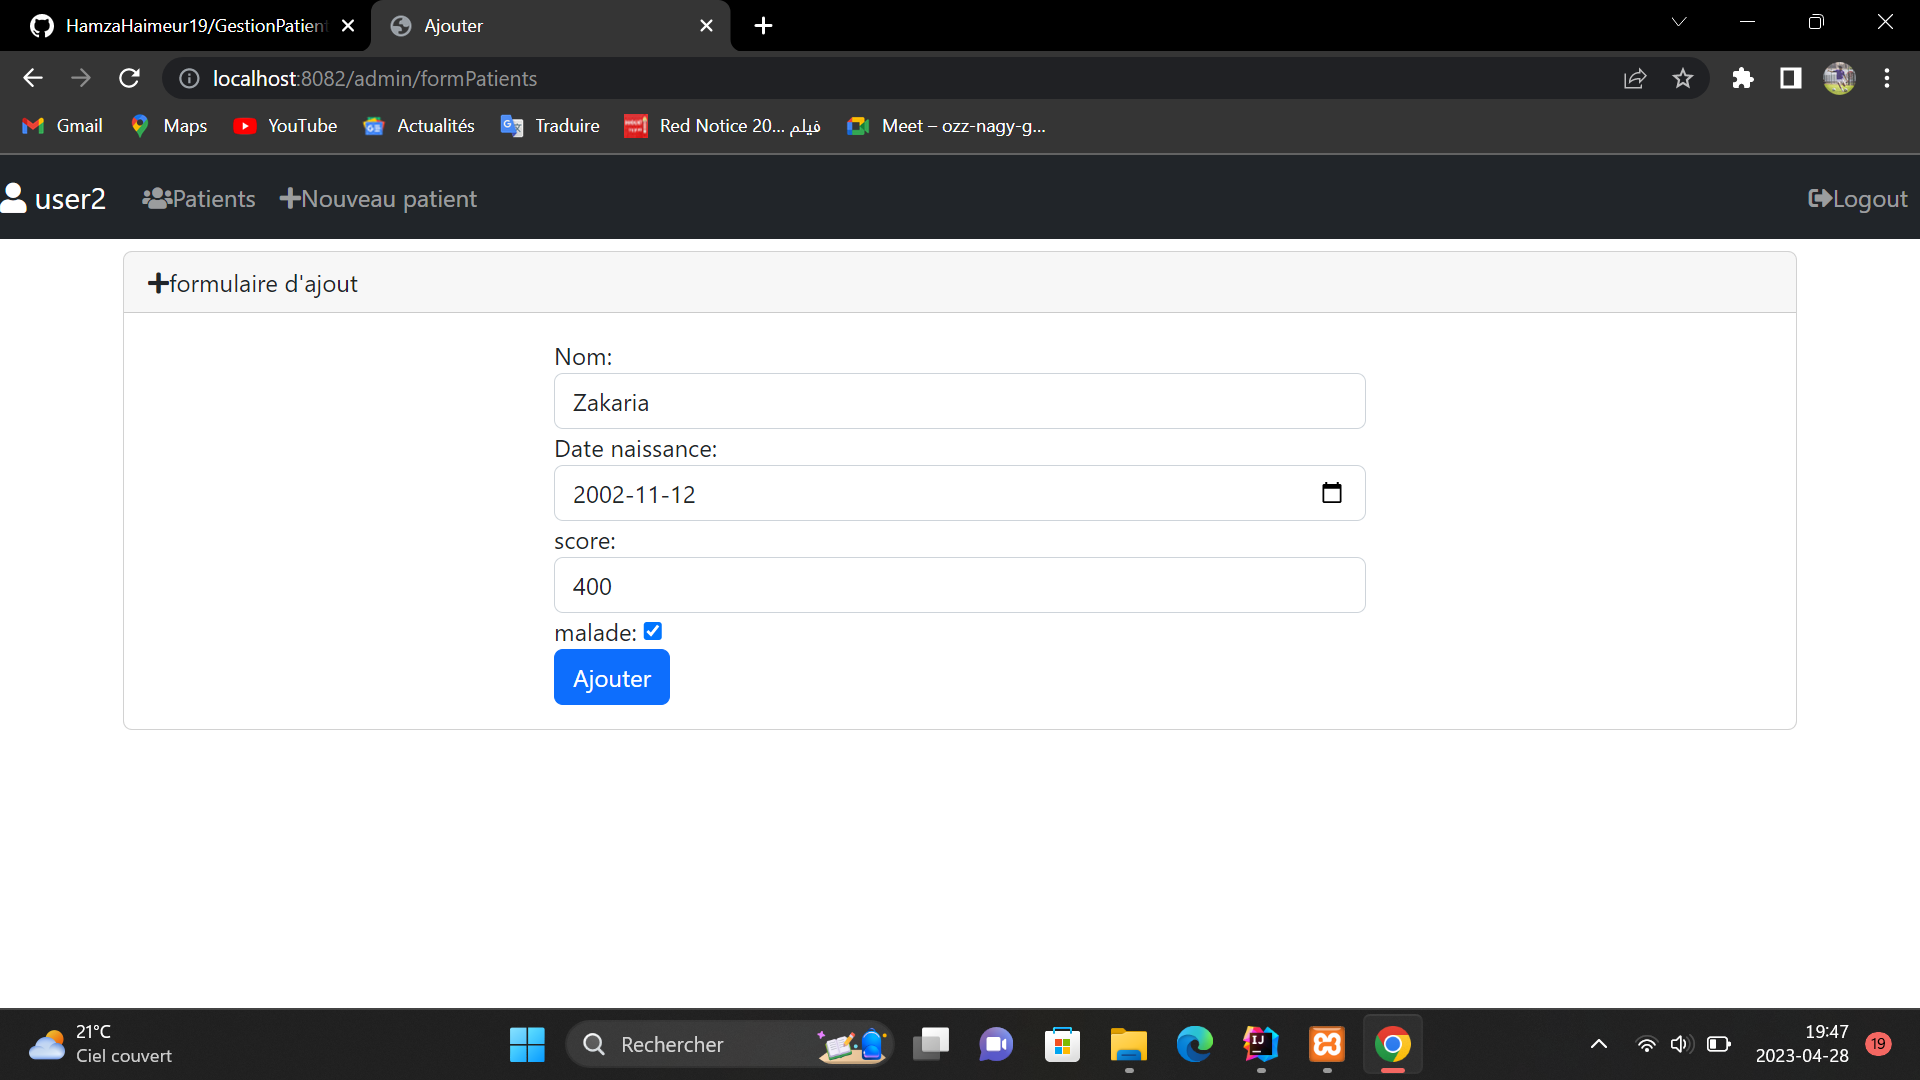 HamzaHaimeur19/GestionPatient
Ajouter
localhost:8082/admin/formPatients
Gmail
Maps
YouTube
Actualités
Traduire
Red Notice 20... فيلم
Meet – ozz-nagy-g...
user2
Patients
Nouveau patient
Logout
formulaire d'ajout
Nom:
Zakaria
Date naissance:
2002-11-12
score:
400
malade:
Ajouter
21°C
Ciel couvert
Rechercher
19:47
2023-04-28
19